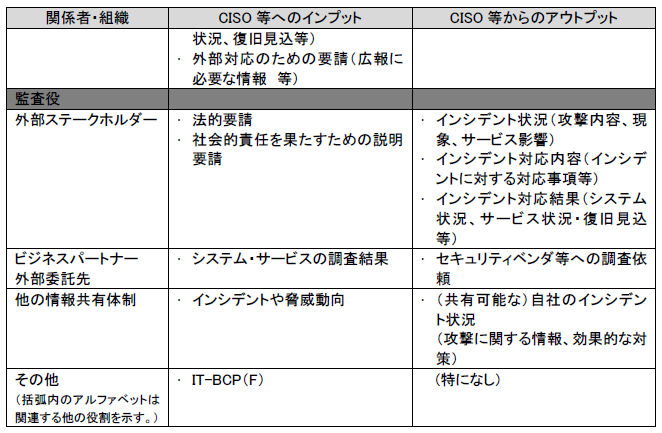 関係者・組織
CISO 等へのインプット
CISO 等からのアウトプット
状況、復旧見込等)
・ 外部対応のための要請(広報に
必要な情報 等)
監査役
外部ステークホルダー
・ 法的要請
・ 社会的責任を果たすための説明
要請
・ インシデント状況(攻撃内容、現
象、サービス影響)
・ インシデント対応内容(インシデ
ントに対する対応事項等)
・ インシデント対応結果(システム
状況、サービス状況・復旧見込
等)
ビジネスパートナー
外部委託先
・ システム・サービスの調査結果
・ セキュリティベンダ等への調査依
頼
他の情報共有体制
・ インシデントや脅威動向
・ (共有可能な)自社のインシデン
ト状況
(攻撃に関する情報、効果的な対
策)
その他
(括弧内のアルファベットは
関連する他の役割を示す。)
・ IT-BCP(F)
(特になし)